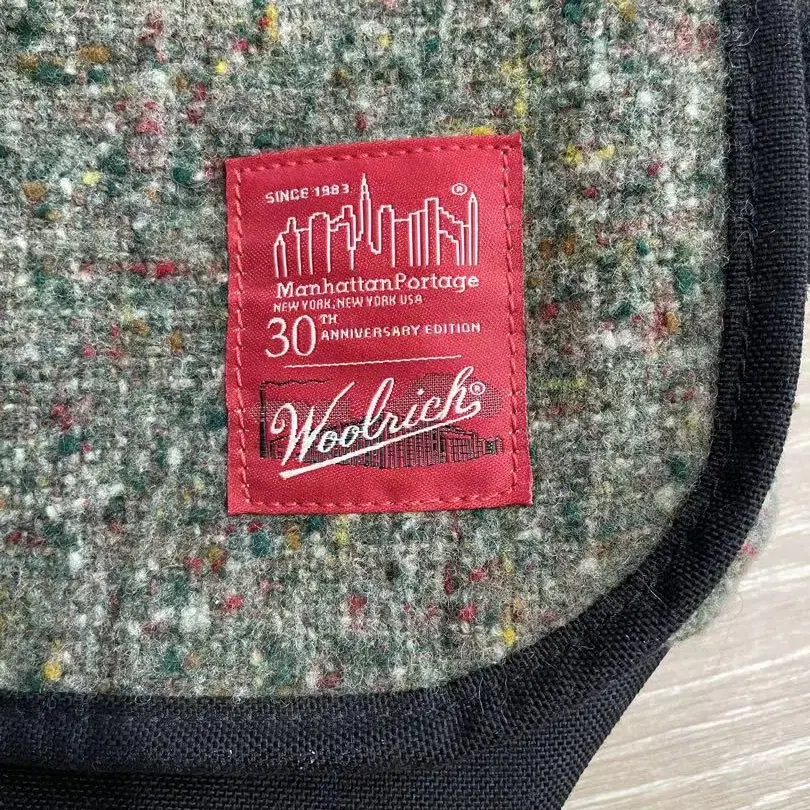 SINCE 1983
®
ManhattanPortage
NEW YORK, NEW YORK USA
30TH ANNIVERSARY EDITION
Woolrich®